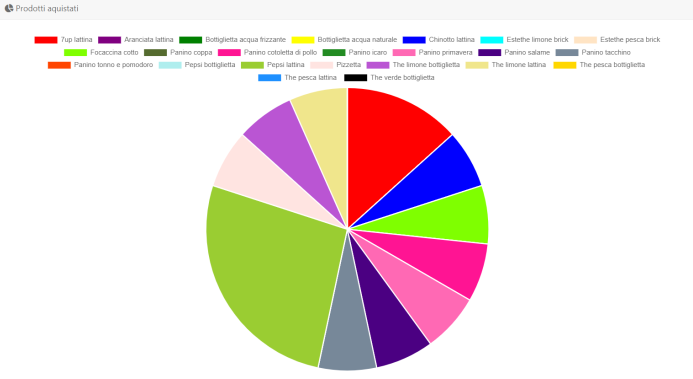 Prodotti aquistati
7up lattina Aranciata lattina Bottiglietta acqua frizzante Bottiglietta acqua naturale Chinotto lattina Estethe limone brick Estethe pesca brick
Focaccina cotto Panino coppa Panino cotoletta di pollo Panino icaro Panino primavera Panino salame Panino tacchino
Panino tonno e pomodoro Pepsi bottiglietta Pepsi lattina Pizzetta The limone bottiglietta The limone lattina The pesca bottiglietta
The pesca lattina The verde bottiglietta